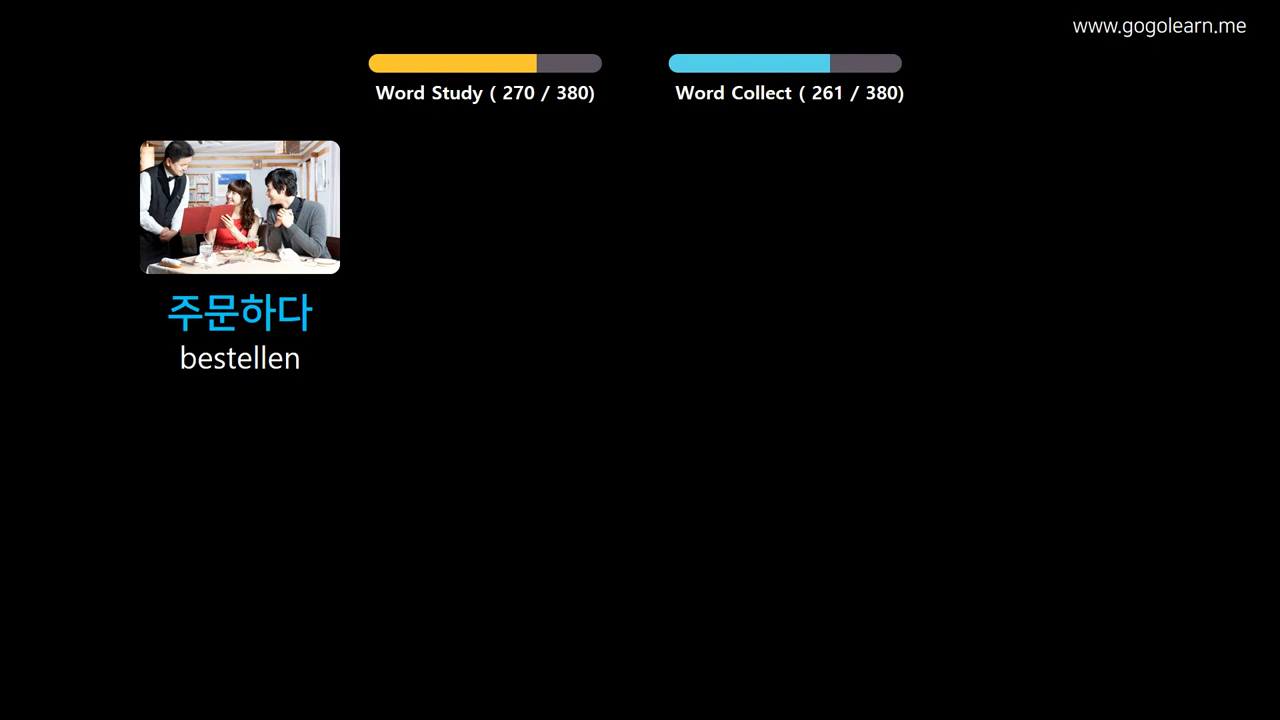 www.gogolearn.me
Word Study ( 270 / 380)
Word Collect ( 261 / 380)
주문하다
bestellen